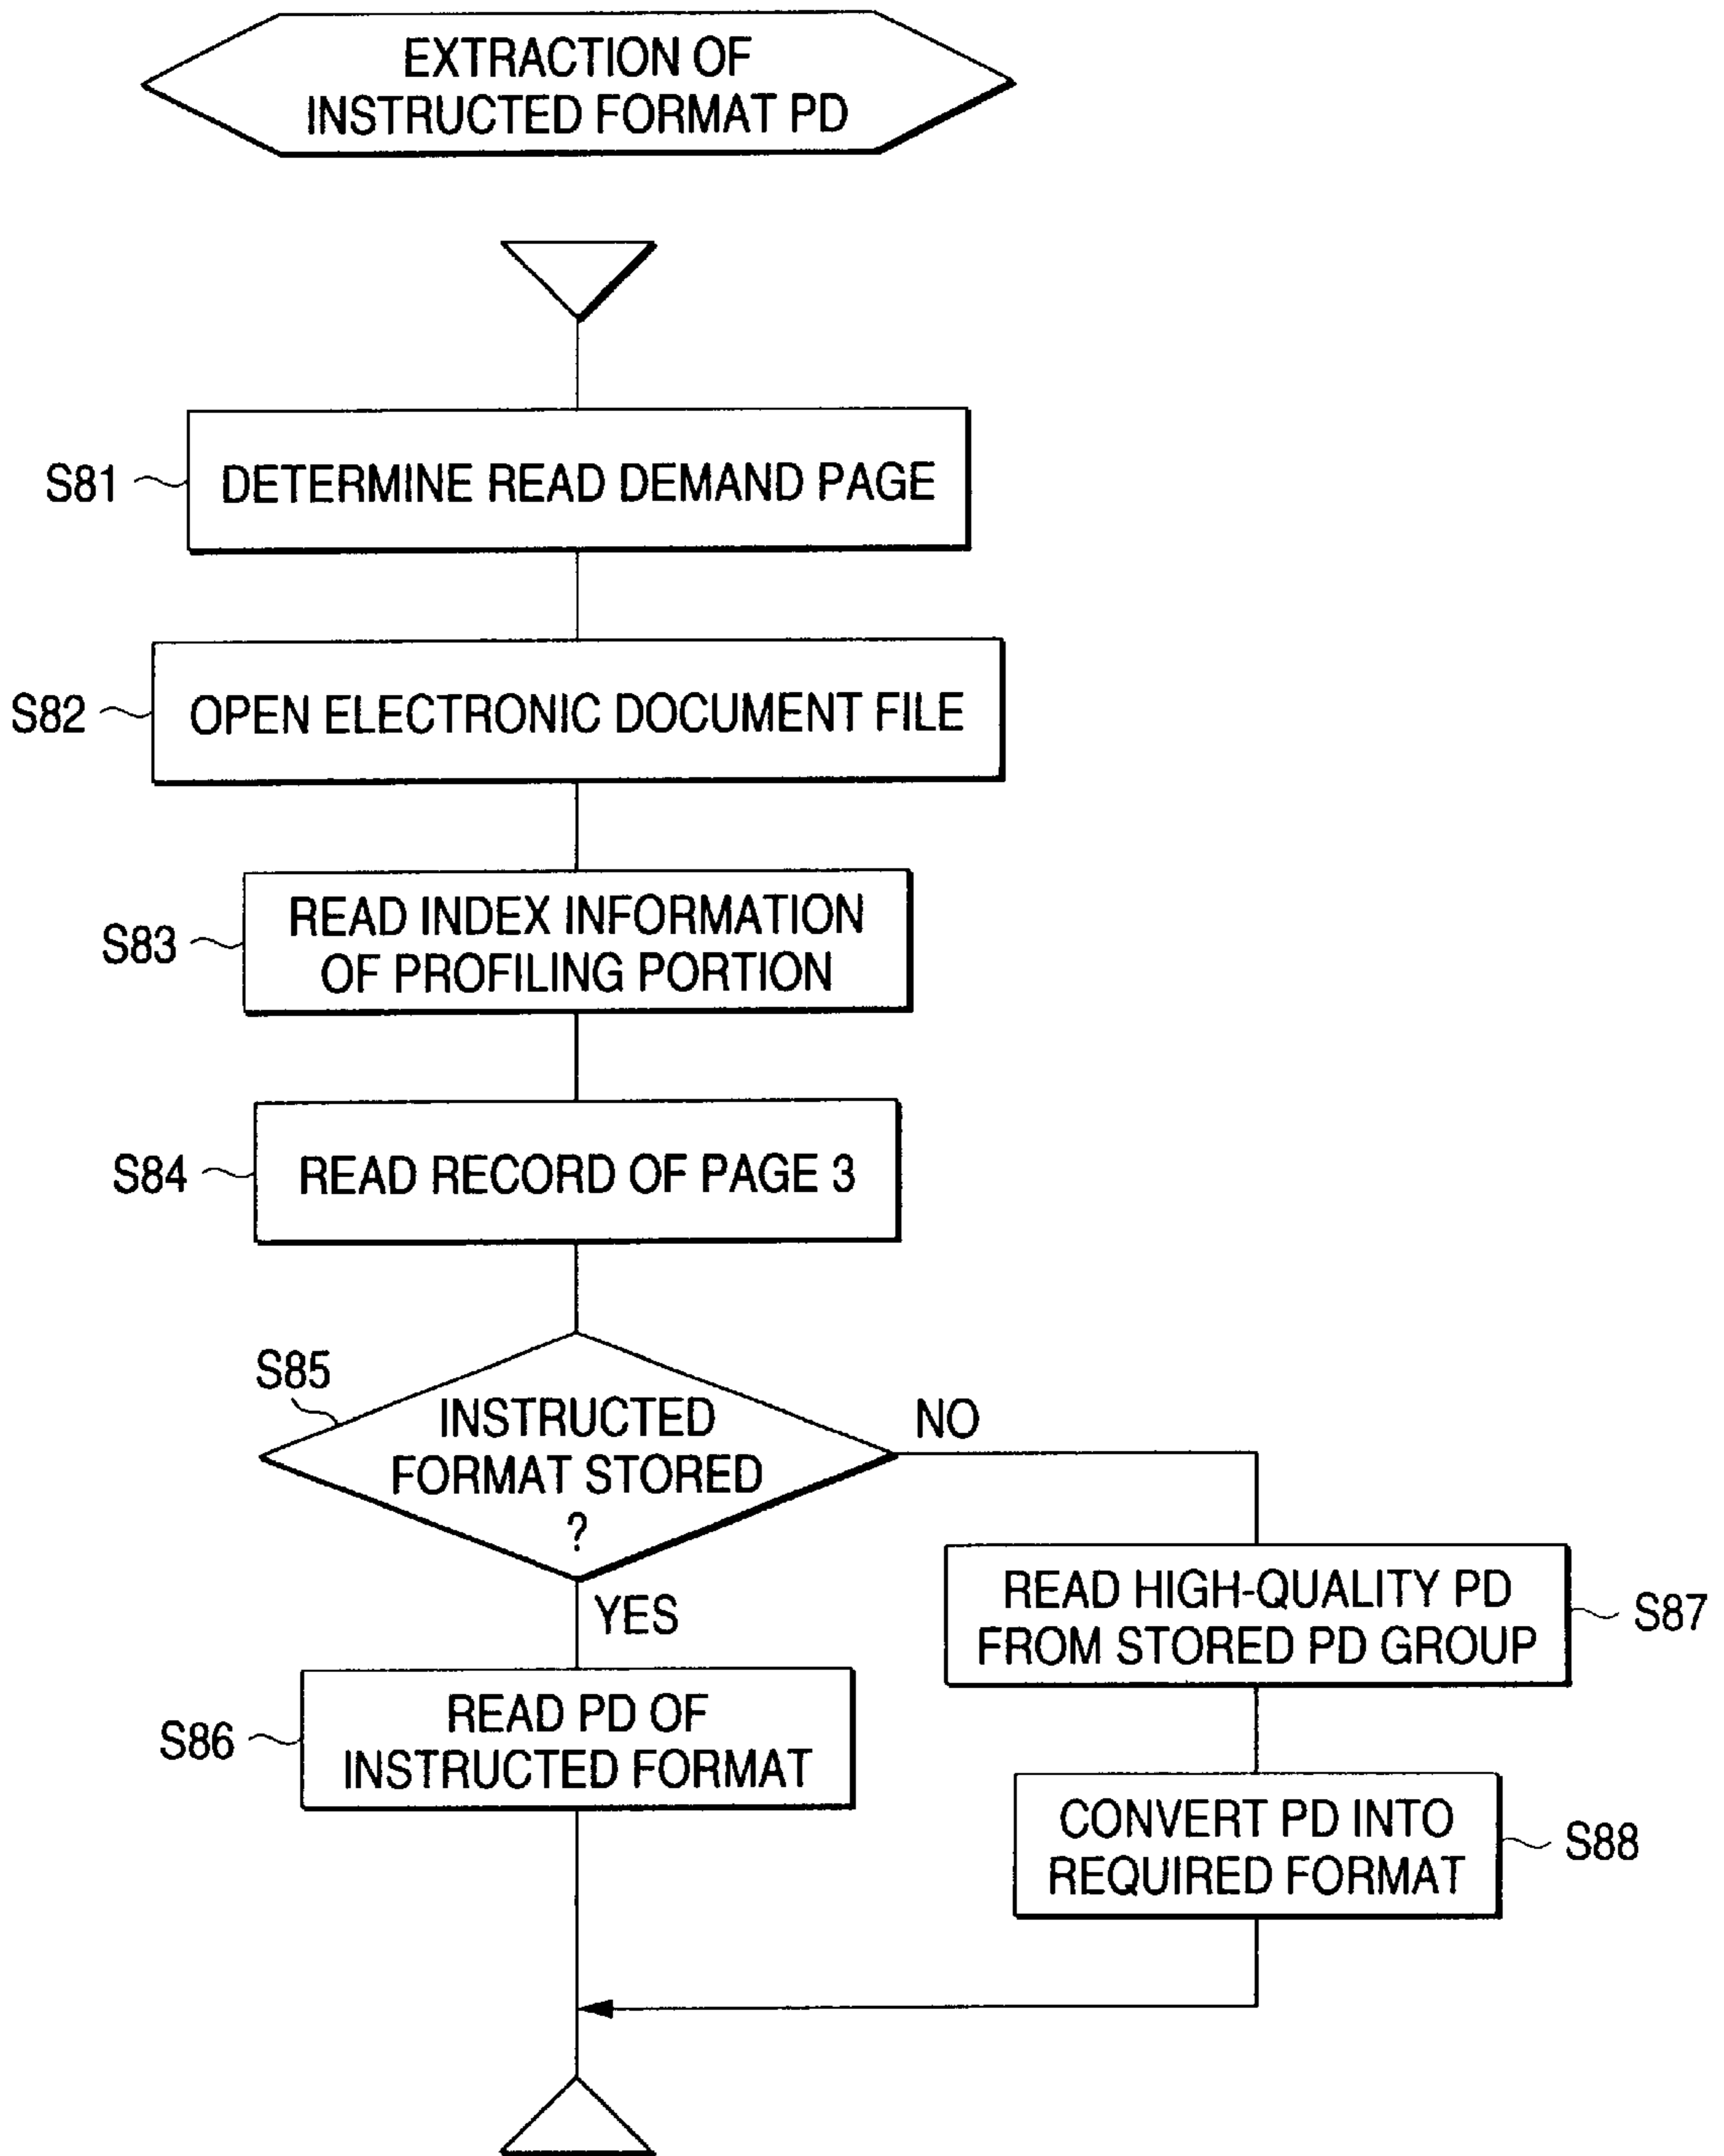 EXTRACTION OF
INSTRUCTED FORMAT PD
S81
DETERMINE READ DEMAND PAGE
S82
OPEN ELECTRONIC DOCUMENT FILE
S83
READ INDEX INFORMATION
OF PROFILING PORTION
S84
READ RECORD OF PAGE 3
S85
INSTRUCTED
FORMAT STORED
?
NO
YES
S86
READ PD OF
INSTRUCTED FORMAT
READ HIGH-QUALITY PD
FROM STORED PD GROUP
S87
CONVERT PD INTO
REQUIRED FORMAT
S88